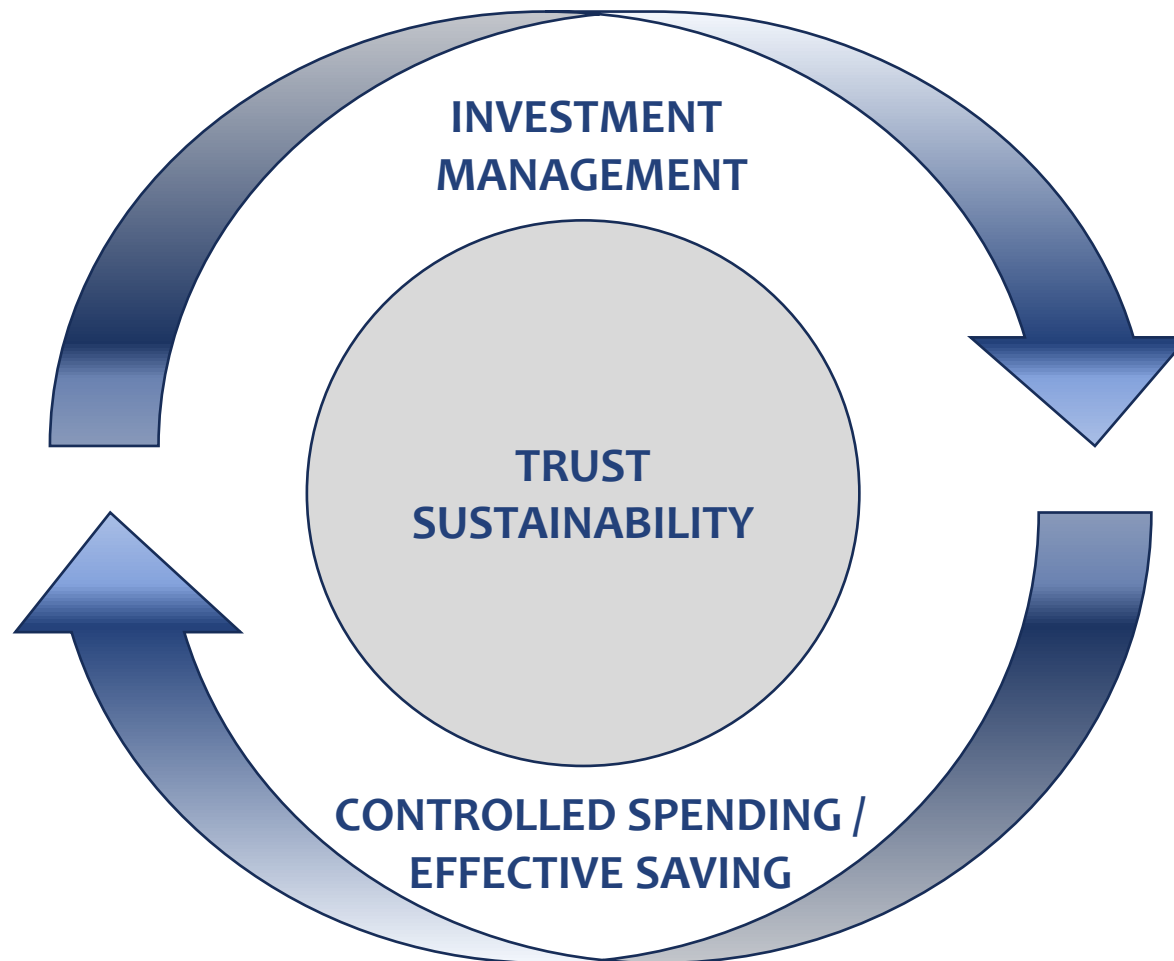 INVESTMENT
MANAGEMENT
TRUST
SUSTAINABILITY
CONTROLLED SPENDING /
EFFECTIVE SAVING